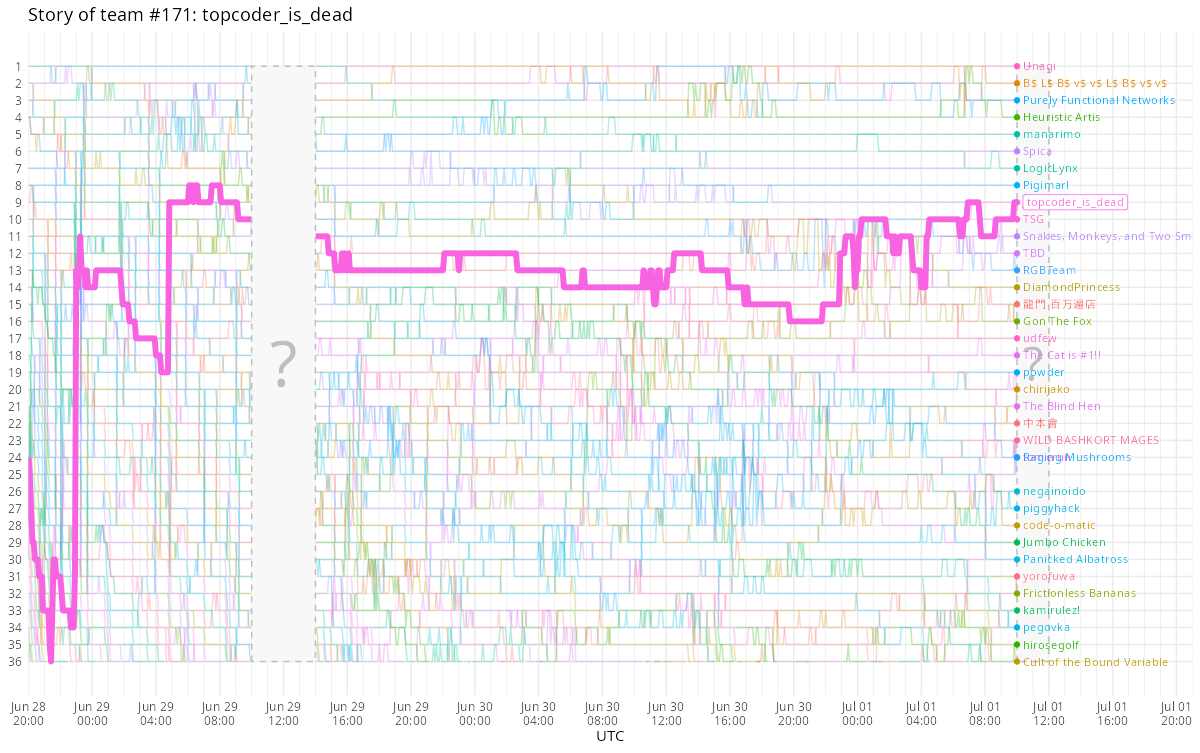 Story of team #171: topcoder_is_dead
1
2
3
4
5
6
7
8
9
10
11
12
13
14
15
16
17
18
19
20
21
22
23
24
25
26
27
28
29
30
31
32
33
34
35
36
?
?
Unagi
B$ L$ B$ v$ v$ L$ B$ v$ v$
Purely Functional Networks
Heuristic Artis
manarimo
Spica
LogicLynx
Pigimarl
topcoder_is_dead
TSG
Snakes, Monkeys, and Two Sm
TBD
RGBTeam
DiamondPrincess
龍門 百万遍店
Gon The Fox
udfew
The Cat is #1!!
powder
chirijako
The Blind Hen
中本會
WILD BASHKORT MAGES
Raging Mushrooms
negainoido
piggyhack
code-o-matic
Jumbo Chicken
Panicked Albatross
yorofuwa
Frictionless Bananas
kamirulez!
pegovka
hirosegolf
Cult of the Bound Variable
Jun 28 20:00
Jun 29 00:00
Jun 29 04:00
Jun 29 08:00
Jun 29 12:00
Jun 29 16:00
Jun 29 20:00
Jun 30 00:00
Jun 30 04:00
Jun 30 08:00
Jun 30 12:00
Jun 30 16:00
Jun 30 20:00
Jul 01 00:00
Jul 01 04:00
Jul 01 08:00
Jul 01 12:00
Jul 01 16:00
Jul 01 20:00
UTC